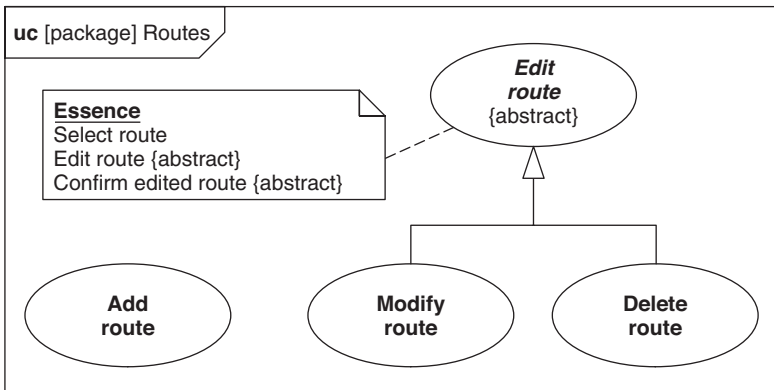 uc [package] Routes
Edit
route
{abstract}
Essence
Select route
Edit route {abstract}
Confirm edited route {abstract}
Add
route
Modify
route
Delete
route